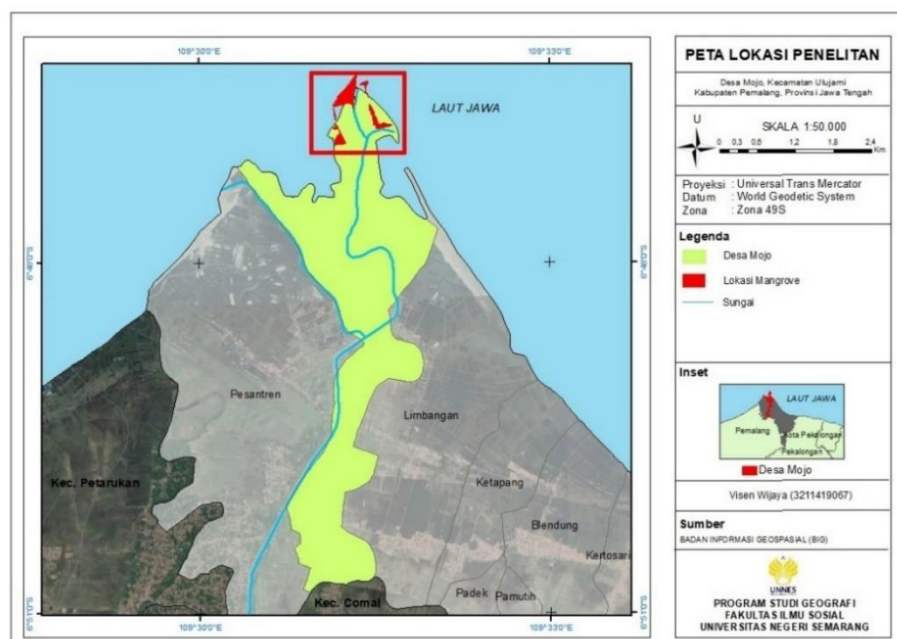 109°30'0"E
109°33'0"E
LAUT JAWA
6°48'0"S
6°48'0"S
Pesantren
Limbangan
Kec. Petarukan
Ketapang
Blendung
Kertosari
Kec. Comal
Padek
Pamutih
6°51'0"S
6°51'0"S
109°30'0"E
109°33'0"E
PETA LOKASI PENELITAN
Desa Mojo, Kecamatan Ulujami
Kabupaten Pemalang, Provinsi Jawa Tengah
U
SKALA 1:50.000
0 0,3 0,6 1,2 1,8 2,4
Km
Proyeksi : Universal Trans Mercator
Datum : World Geodetic System
Zona : Zona 49S
Legenda
Desa Mojo
Lokasi Mangrove
Sungai
Inset
LAUT JAWA
Pemalang
Kota Pekalongan
Pekalongan
Desa Mojo
Visen Wijaya (3211419067)
Sumber
BADAN INFORMASI GEOSPASIAL (BIG)
UNNES
PROGRAM STUDI GEOGRAFI
FAKULTAS ILMU SOSIAL
UNIVERSITAS NEGERI SEMARANG